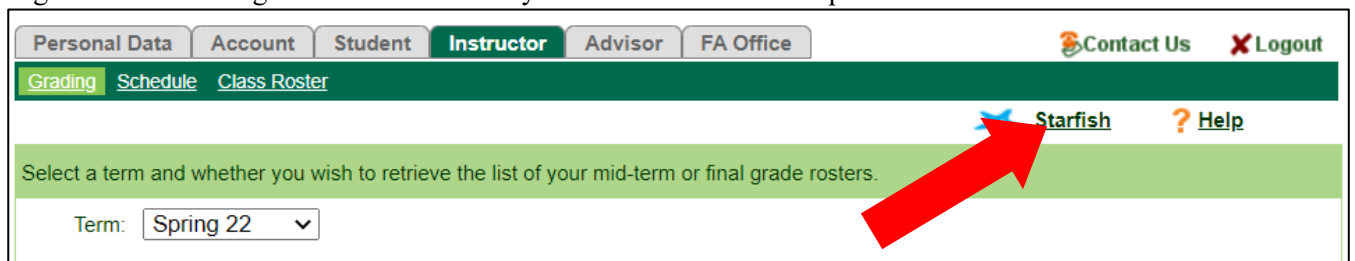 Personal Data Account Student Instructor Advisor FA Office Contact Us Logout
Grading Schedule Class Roster
Starfish ? Help
Select a term and whether you wish to retrieve the list of your mid-term or final grade rosters.
Term: Spring 22